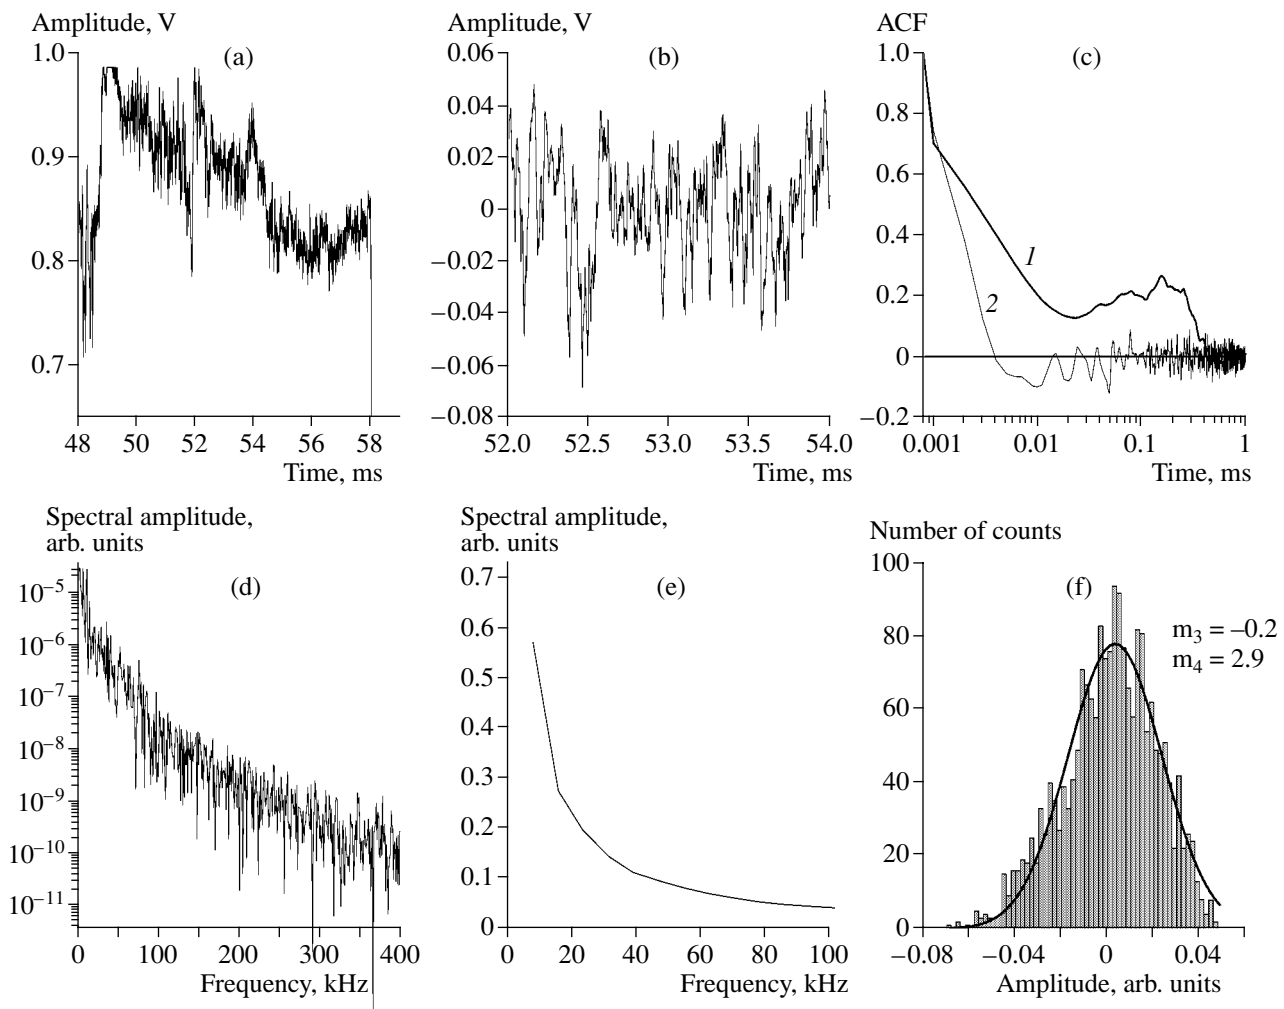 Amplitude, V
(a)
1.0
0.9
0.8
0.7
48 50 52 54 56 58
Time, ms
Amplitude, V
(b)
0.06
0.04
0.02
0
–0.02
–0.04
–0.06
–0.08
52.0 52.5 53.0 53.5 54.0
Time, ms
ACF
(c)
1.0
0.8
0.6
0.4
0.2
0
–0.2
1
2
0.001 0.01 0.1 1
Time, ms
Spectral amplitude,
arb. units
(d)
10–5
10–6
10–7
10–8
10–9
10–10
10–11
0 100 200 300 400
Frequency, kHz
Spectral amplitude,
arb. units
(e)
0.7
0.6
0.5
0.4
0.3
0.2
0.1
0
0 20 40 60 80 100
Frequency, kHz
Number of counts
(f)
100
80
60
40
20
0
m3 = –0.2
m4 = 2.9
–0.08 –0.04 0 0.04
Amplitude, arb. units